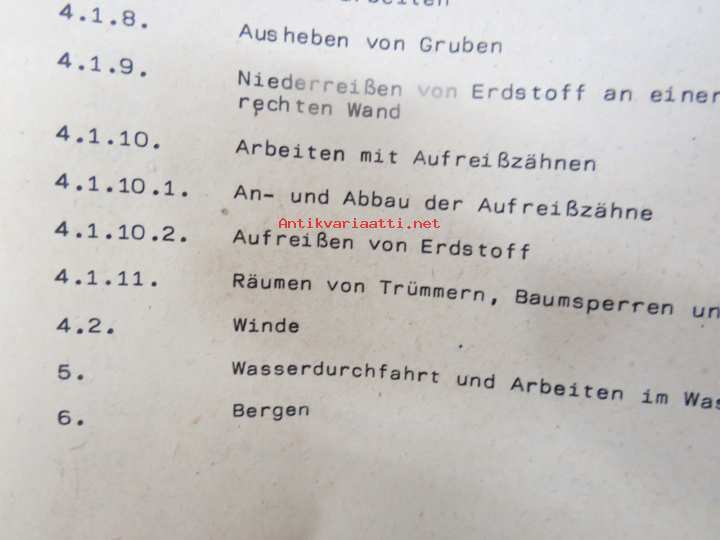 4.1.8. Ausheben von Gruben
4.1.9. Niederreißen von Erdstoff an einer
rechten Wand
4.1.10. Arbeiten mit Aufreißzähnen
4.1.10.1. An- und Abbau der Aufreißzähne
Antikvariaatti.net
4.1.10.2. Aufreißen von Erdstoff
4.1.11. Räumen von Trümmern, Baumsperren un
4.2. Winde
5. Wasserdurchfahrt und Arbeiten im Was
6. Bergen